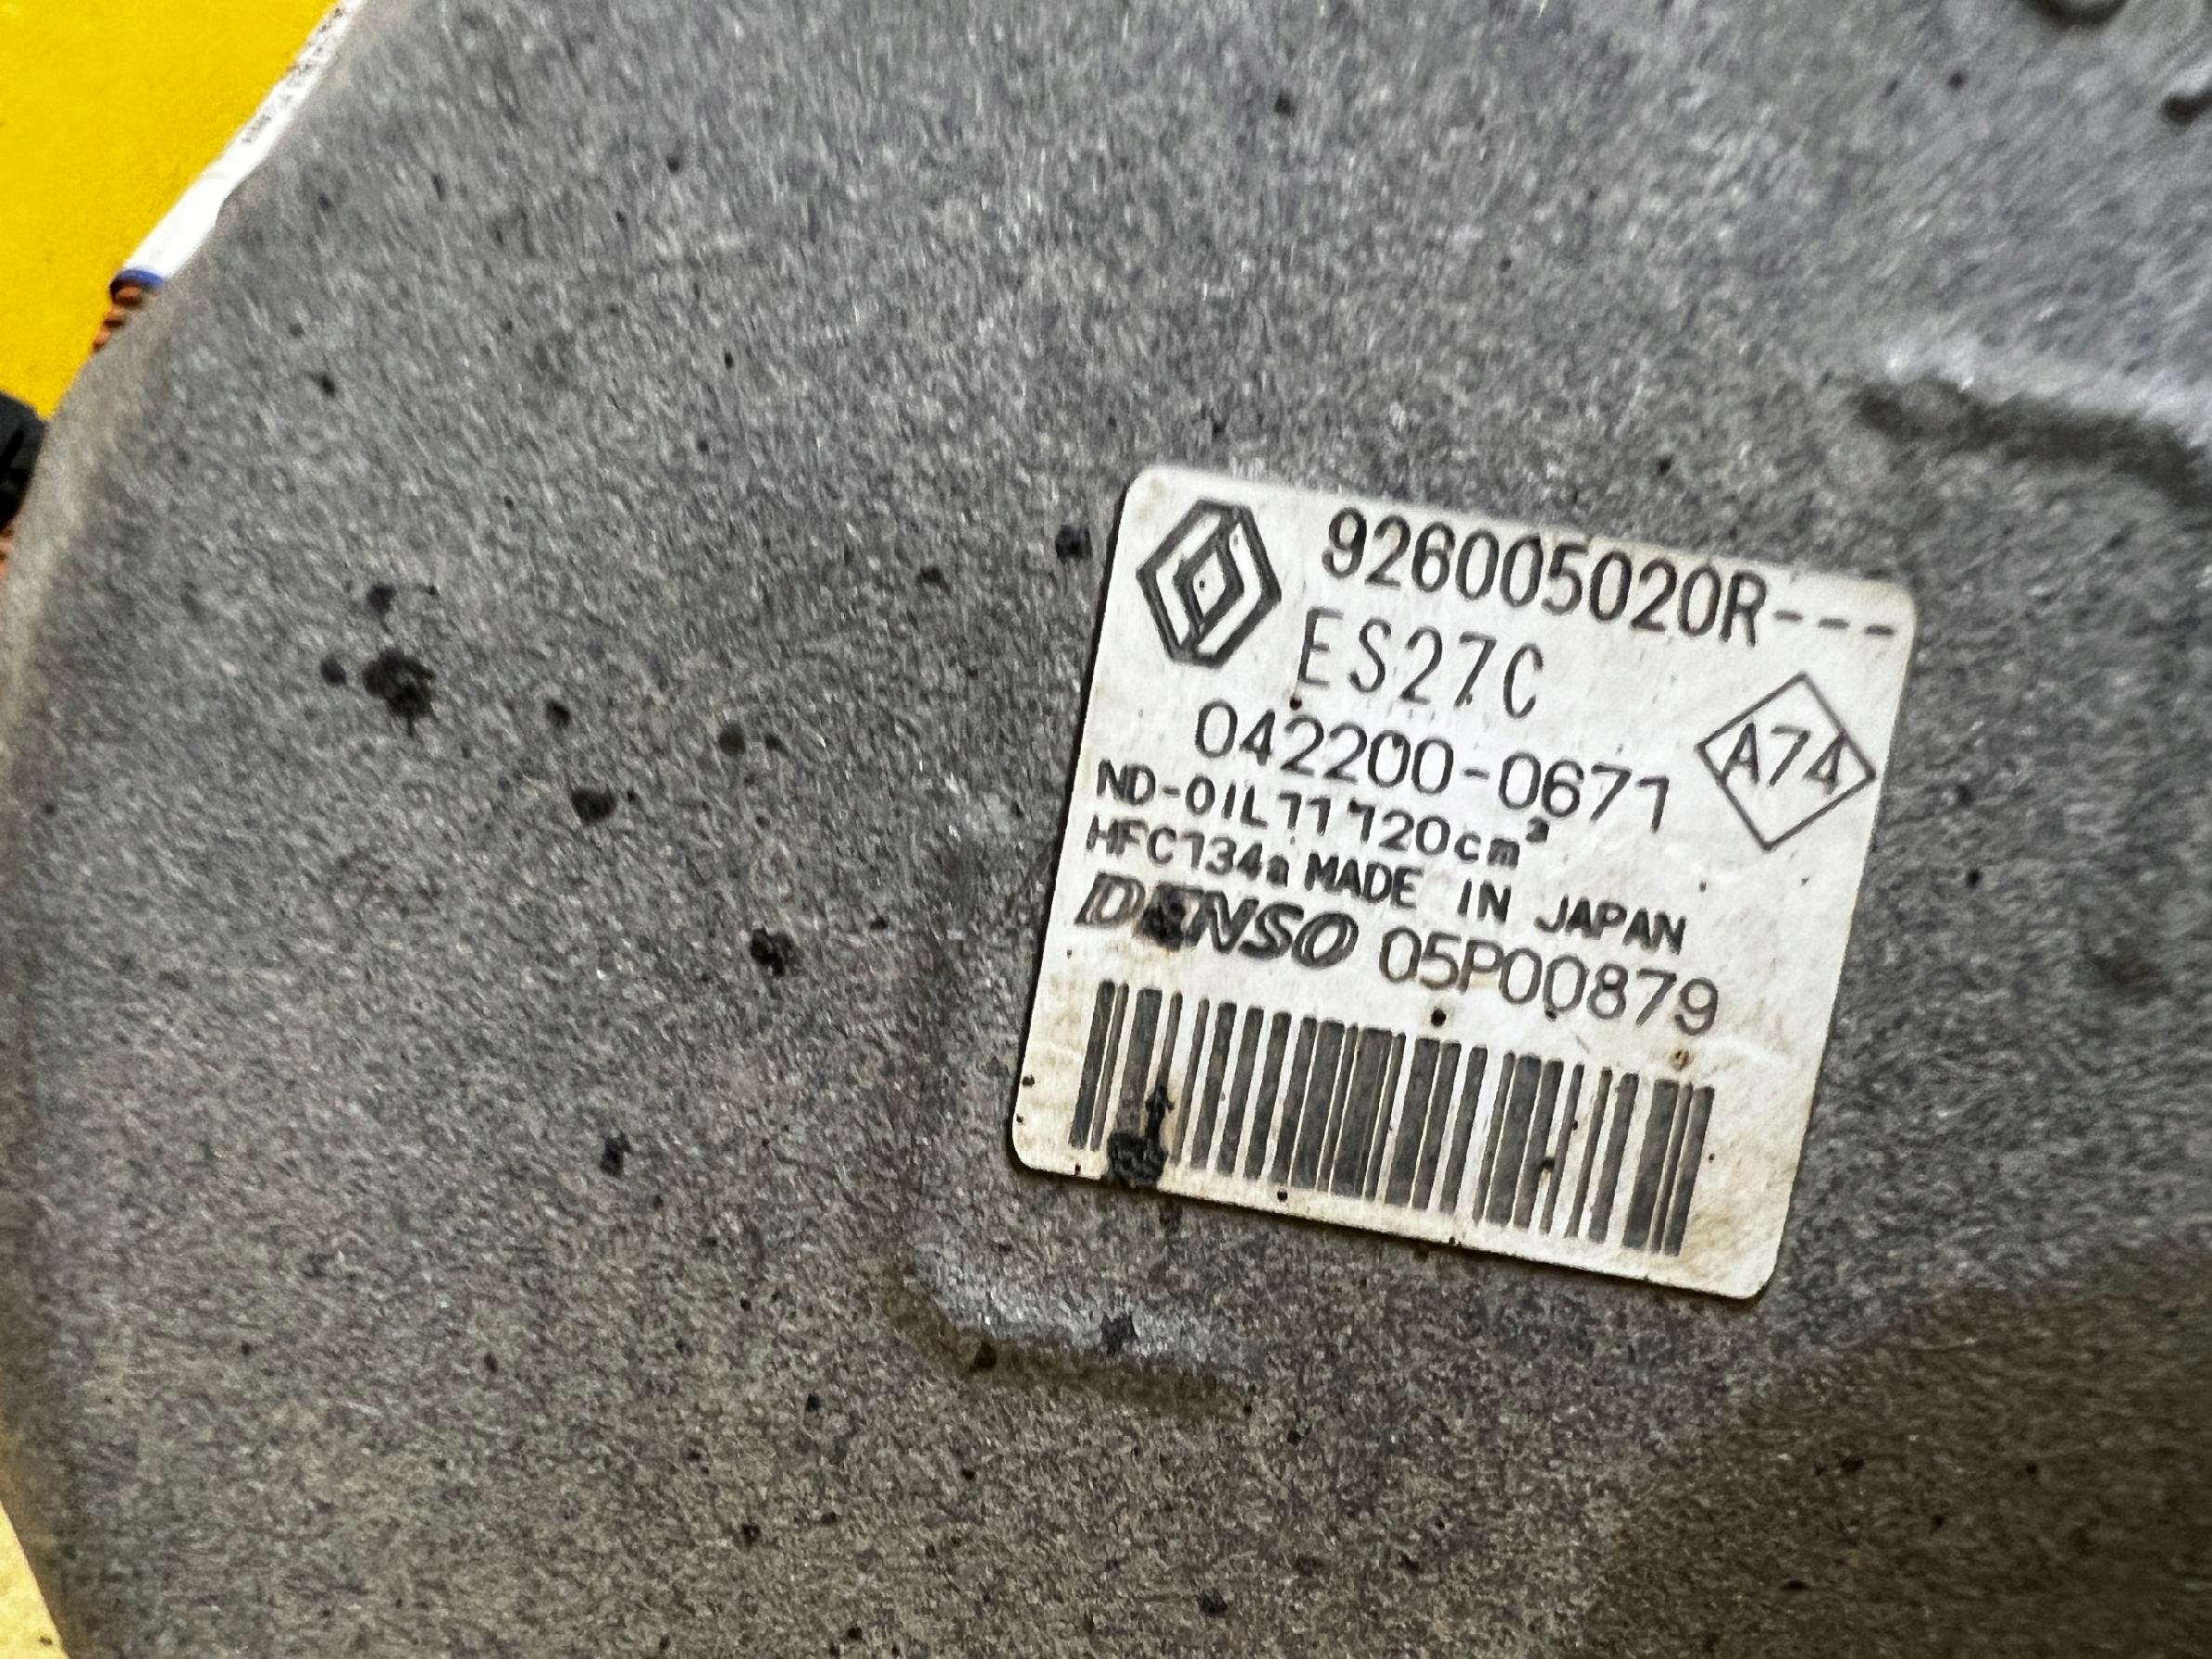 926005020R---
ES27C
A74
042200-0671
ND-OIL11 120cm³
HFC134a MADE IN JAPAN
DENSO 05P00879